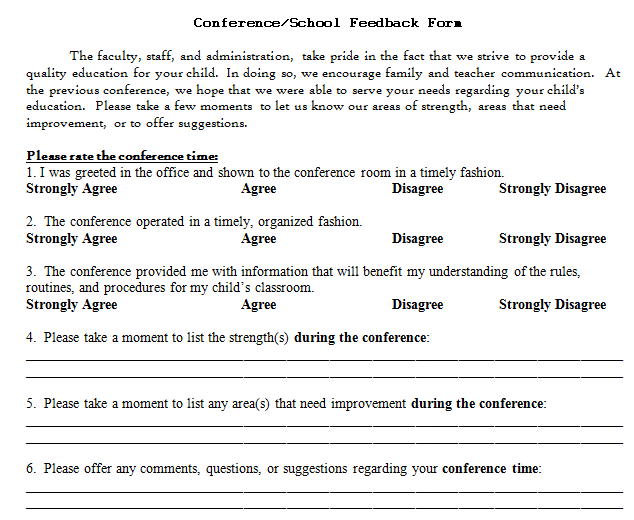 Conference/School Feedback Form
The faculty, staff, and administration, take pride in the fact that we strive to provide a
quality education for your child. In doing so, we encourage family and teacher communication. At
the previous conference, we hope that we were able to serve your needs regarding your child's
education. Please take a few moments to let us know our areas of strength, areas that need
improvement, or to offer suggestions.
Please rate the conference time:
1. I was greeted in the office and shown to the conference room in a timely fashion.
Strongly Agree Agree Disagree Strongly Disagree
2. The conference operated in a timely, organized fashion.
Strongly Agree Agree Disagree Strongly Disagree
3. The conference provided me with information that will benefit my understanding of the rules,
routines, and procedures for my child's classroom.
Strongly Agree Agree Disagree Strongly Disagree
4. Please take a moment to list the strength(s) during the conference:
5. Please take a moment to list any area(s) that need improvement during the conference:
6. Please offer any comments, questions, or suggestions regarding your conference time: